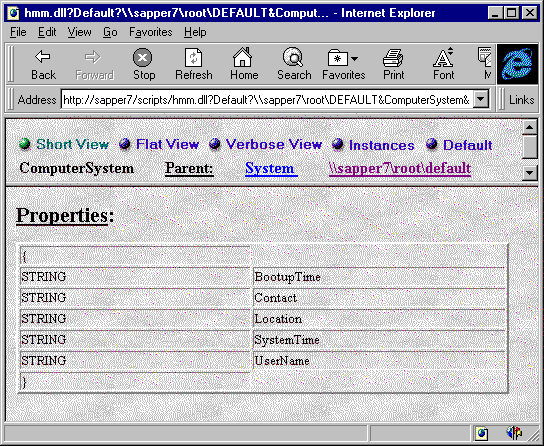 hmm.dll?Default?\\sapper7\root\DEFAULT&Comput... - Internet Explorer
File Edit View Go Favorites Help
Back Forward Stop Refresh Home Search Favorites Print Font M
Address http://sapper7/scripts/hmm.dll?Default?\\sapper7\root\DEFAULT&ComputerSystem& Links
Short View Flat View Verbose View Instances Default
ComputerSystem Parent: System \\sapper7\root\default
Properties:
{
STRING BootupTime
STRING Contact
STRING Location
STRING SystemTime
STRING UserName
}